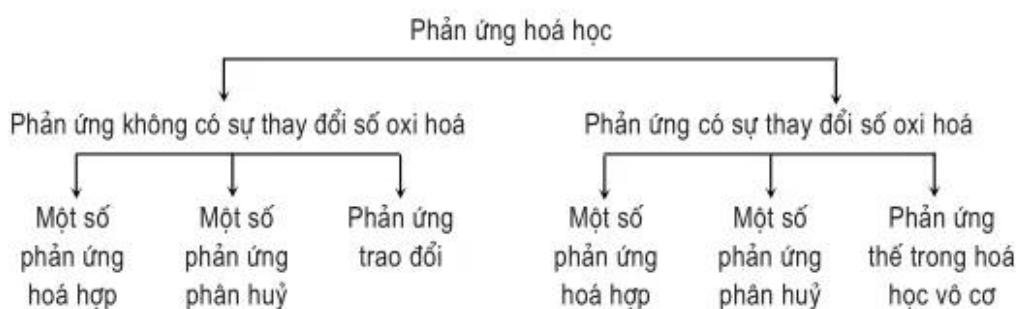 Phản ứng hoá học
Phản ứng không có sự thay đổi số oxi hoá
Phản ứng có sự thay đổi số oxi hoá
Một số
phản ứng
hoá hợp
Một số
phản ứng
phân huỷ
Phản ứng
trao đổi
Một số
phản ứng
hoá hợp
Một số
phản ứng
phân huỷ
Phản ứng
thế trong hoá
học vô cơ